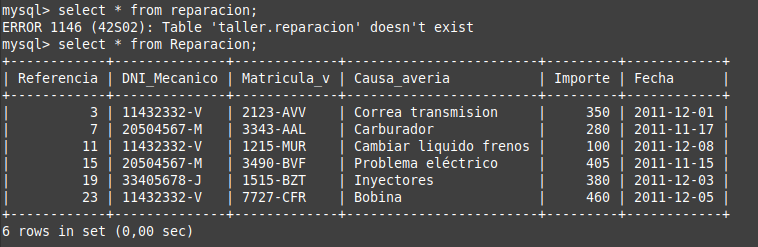 mysql> select * from reparacion;
ERROR 1146 (42S02): Table 'taller.reparacion' doesn't exist
mysql> select * from Reparacion;
+------------+--------------+-------------+------------------------+---------+------------+
| Referencia | DNI_Mecanico | Matricula_v | Causa_averia           | Importe | Fecha      |
+------------+--------------+-------------+------------------------+---------+------------+
|          3 | 11432332-V   | 2123-AVV    | Correa transmision     |     350 | 2011-12-01 |
|          7 | 20504567-M   | 3343-AAL    | Carburador             |     280 | 2011-11-17 |
|         11 | 11432332-V   | 1215-MUR    | Cambiar liquido frenos |     100 | 2011-12-08 |
|         15 | 20504567-M   | 3490-BVF    | Problema eléctrico     |     405 | 2011-11-15 |
|         19 | 33405678-J   | 1515-BZT    | Inyectores             |     380 | 2011-12-03 |
|         23 | 11432332-V   | 7727-CFR    | Bobina                 |     460 | 2011-12-05 |
+------------+--------------+-------------+------------------------+---------+------------+
6 rows in set (0,00 sec)